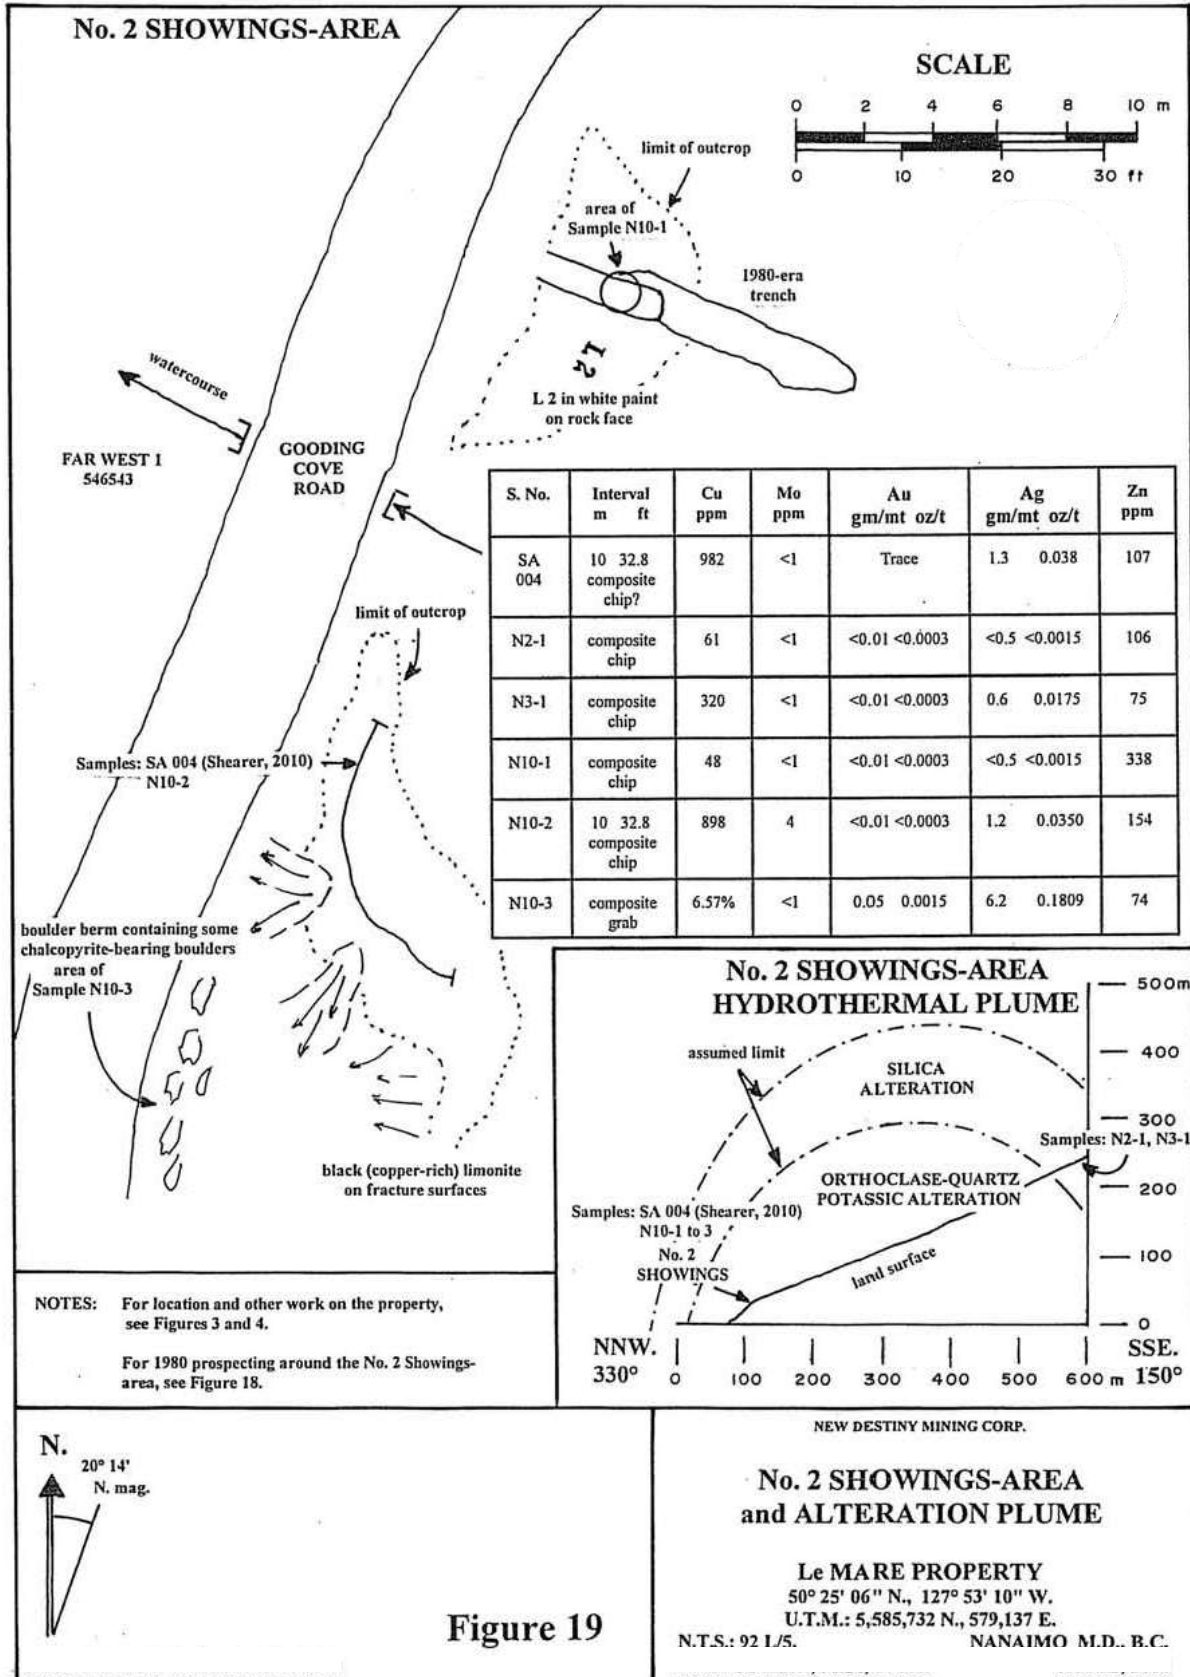 No. 2 SHOWINGS-AREA
SCALE
0 2 4 6 8 10 m
0 10 20 30 ft
limit of outcrop
area of
Sample N10-1
1980-era
trench
L2
L 2 in white paint
on rock face
watercourse
FAR WEST 1
546543
GOODING
COVE
ROAD
S. No. Interval Cu Mo Au Ag Zn
m ft ppm ppm gm/mt oz/t gm/mt oz/t ppm
SA 10 32.8 982 <1 Trace 1.3 0.038 107
004 composite
chip?
N2-1 composite 61 <1 <0.01 <0.0003 <0.5 <0.0015 106
chip
N3-1 composite 320 <1 <0.01 <0.0003 0.6 0.0175 75
chip
N10-1 composite 48 <1 <0.01 <0.0003 <0.5 <0.0015 338
chip
N10-2 10 32.8 898 4 <0.01 <0.0003 1.2 0.0350 154
composite
chip
N10-3 composite 6.57% <1 0.05 0.0015 6.2 0.1809 74
grab
limit of outcrop
Samples: SA 004 (Shearer, 2010)
N10-2
boulder berm containing some
chalcopyrite-bearing boulders
area of
Sample N10-3
black (copper-rich) limonite
on fracture surfaces
No. 2 SHOWINGS-AREA
HYDROTHERMAL PLUME
500m
400
300
200
100
0
assumed limit
SILICA
ALTERATION
Samples: N2-1, N3-1
ORTHOCLASE-QUARTZ
POTASSIC ALTERATION
Samples: SA 004 (Shearer, 2010)
N10-1 to 3
No. 2
SHOWINGS
land surface
NNW. SSE.
330° 0 100 200 300 400 500 600 m 150°
NOTES: For location and other work on the property,
see Figures 3 and 4.
For 1980 prospecting around the No. 2 Showings-
area, see Figure 18.
N.
20° 14'
N. mag.
Figure 19
NEW DESTINY MINING CORP.
No. 2 SHOWINGS-AREA
and ALTERATION PLUME
Le MARE PROPERTY
50° 25' 06" N., 127° 53' 10" W.
U.T.M.: 5,585,732 N., 579,137 E.
N.T.S.: 92 L/5. NANAIMO M.D., B.C.